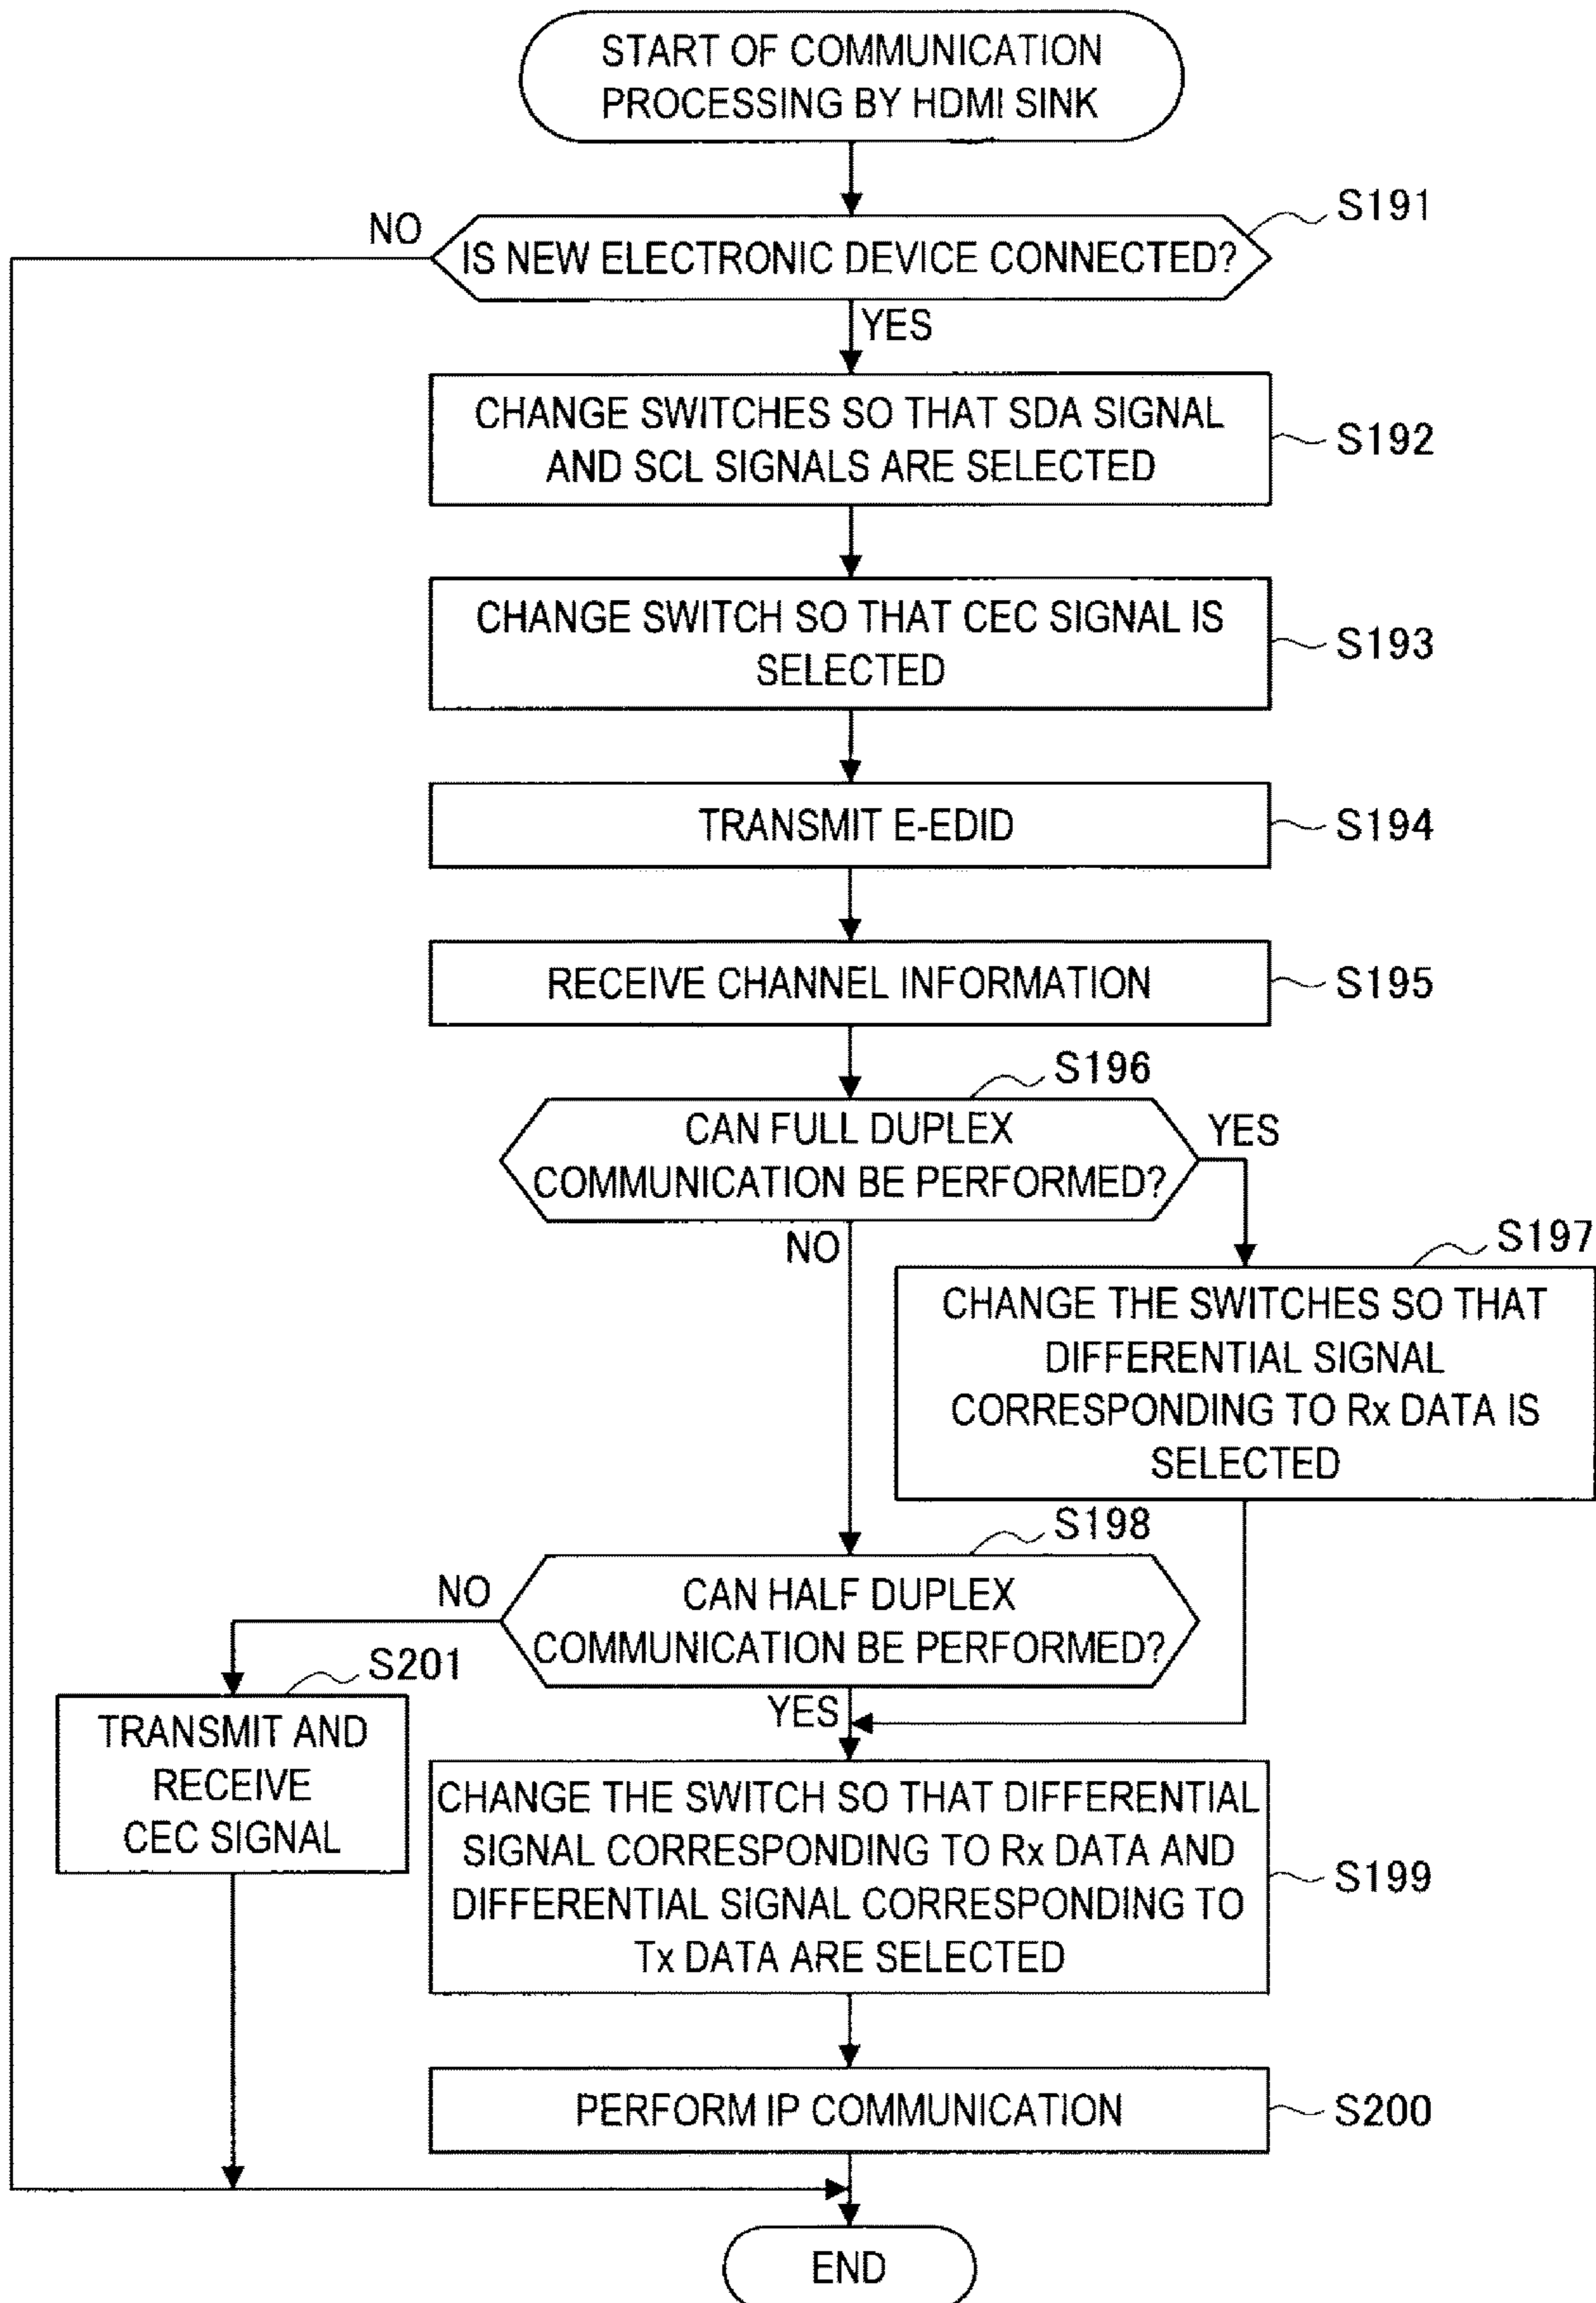 START OF COMMUNICATION
PROCESSING BY HDMI SINK
S191
NO
IS NEW ELECTRONIC DEVICE CONNECTED?
YES
CHANGE SWITCHES SO THAT SDA SIGNAL
AND SCL SIGNALS ARE SELECTED
S192
CHANGE SWITCH SO THAT CEC SIGNAL IS
SELECTED
S193
TRANSMIT E-EDID
S194
RECEIVE CHANNEL INFORMATION
S195
S196
CAN FULL DUPLEX
COMMUNICATION BE PERFORMED?
YES
NO
S197
CHANGE THE SWITCHES SO THAT
DIFFERENTIAL SIGNAL
CORRESPONDING TO Rx DATA IS
SELECTED
S198
CAN HALF DUPLEX
COMMUNICATION BE PERFORMED?
NO
YES
S201
TRANSMIT AND
RECEIVE
CEC SIGNAL
CHANGE THE SWITCH SO THAT DIFFERENTIAL
SIGNAL CORRESPONDING TO Rx DATA AND
DIFFERENTIAL SIGNAL CORRESPONDING TO
Tx DATA ARE SELECTED
S199
PERFORM IP COMMUNICATION
S200
END